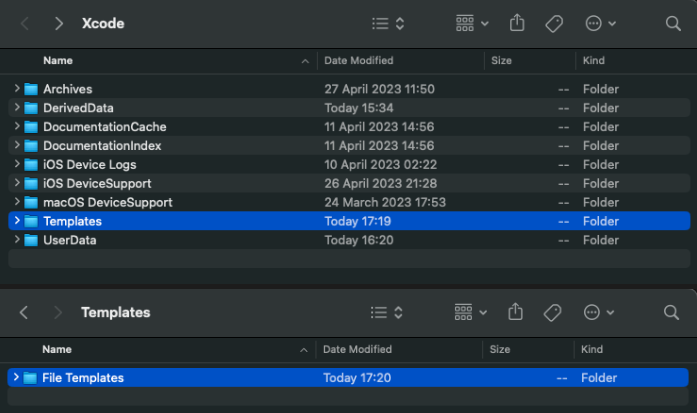 Xcode
Name Date Modified Size Kind
Archives 27 April 2023 11:50 -- Folder
DerivedData Today 15:34 -- Folder
DocumentationCache 11 April 2023 14:56 -- Folder
DocumentationIndex 11 April 2023 14:56 -- Folder
iOS Device Logs 10 April 2023 02:22 -- Folder
iOS DeviceSupport 26 April 2023 21:28 -- Folder
macOS DeviceSupport 24 March 2023 17:53 -- Folder
Templates Today 17:19 -- Folder
UserData Today 16:20 -- Folder
Templates
Name Date Modified Size Kind
File Templates Today 17:20 -- Folder